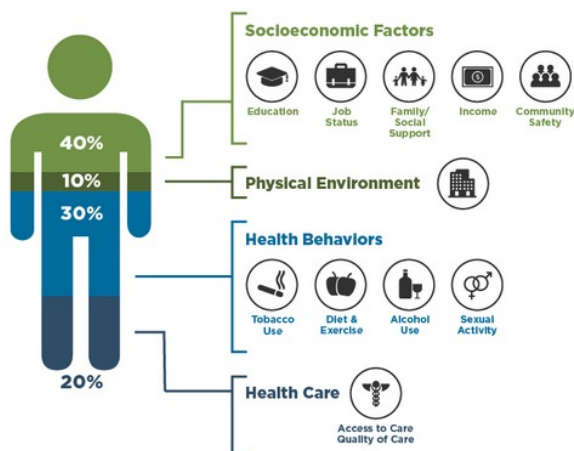 Socioeconomic Factors
Education
Job
Status
Family/
Social
Support
Income
Community
Safety
40%
10%
Physical Environment
30%
Health Behaviors
Tobacco
Use
Diet &
Exercise
Alcohol
Use
Sexual
Activity
20%
Health Care
Access to Care
Quality of Care